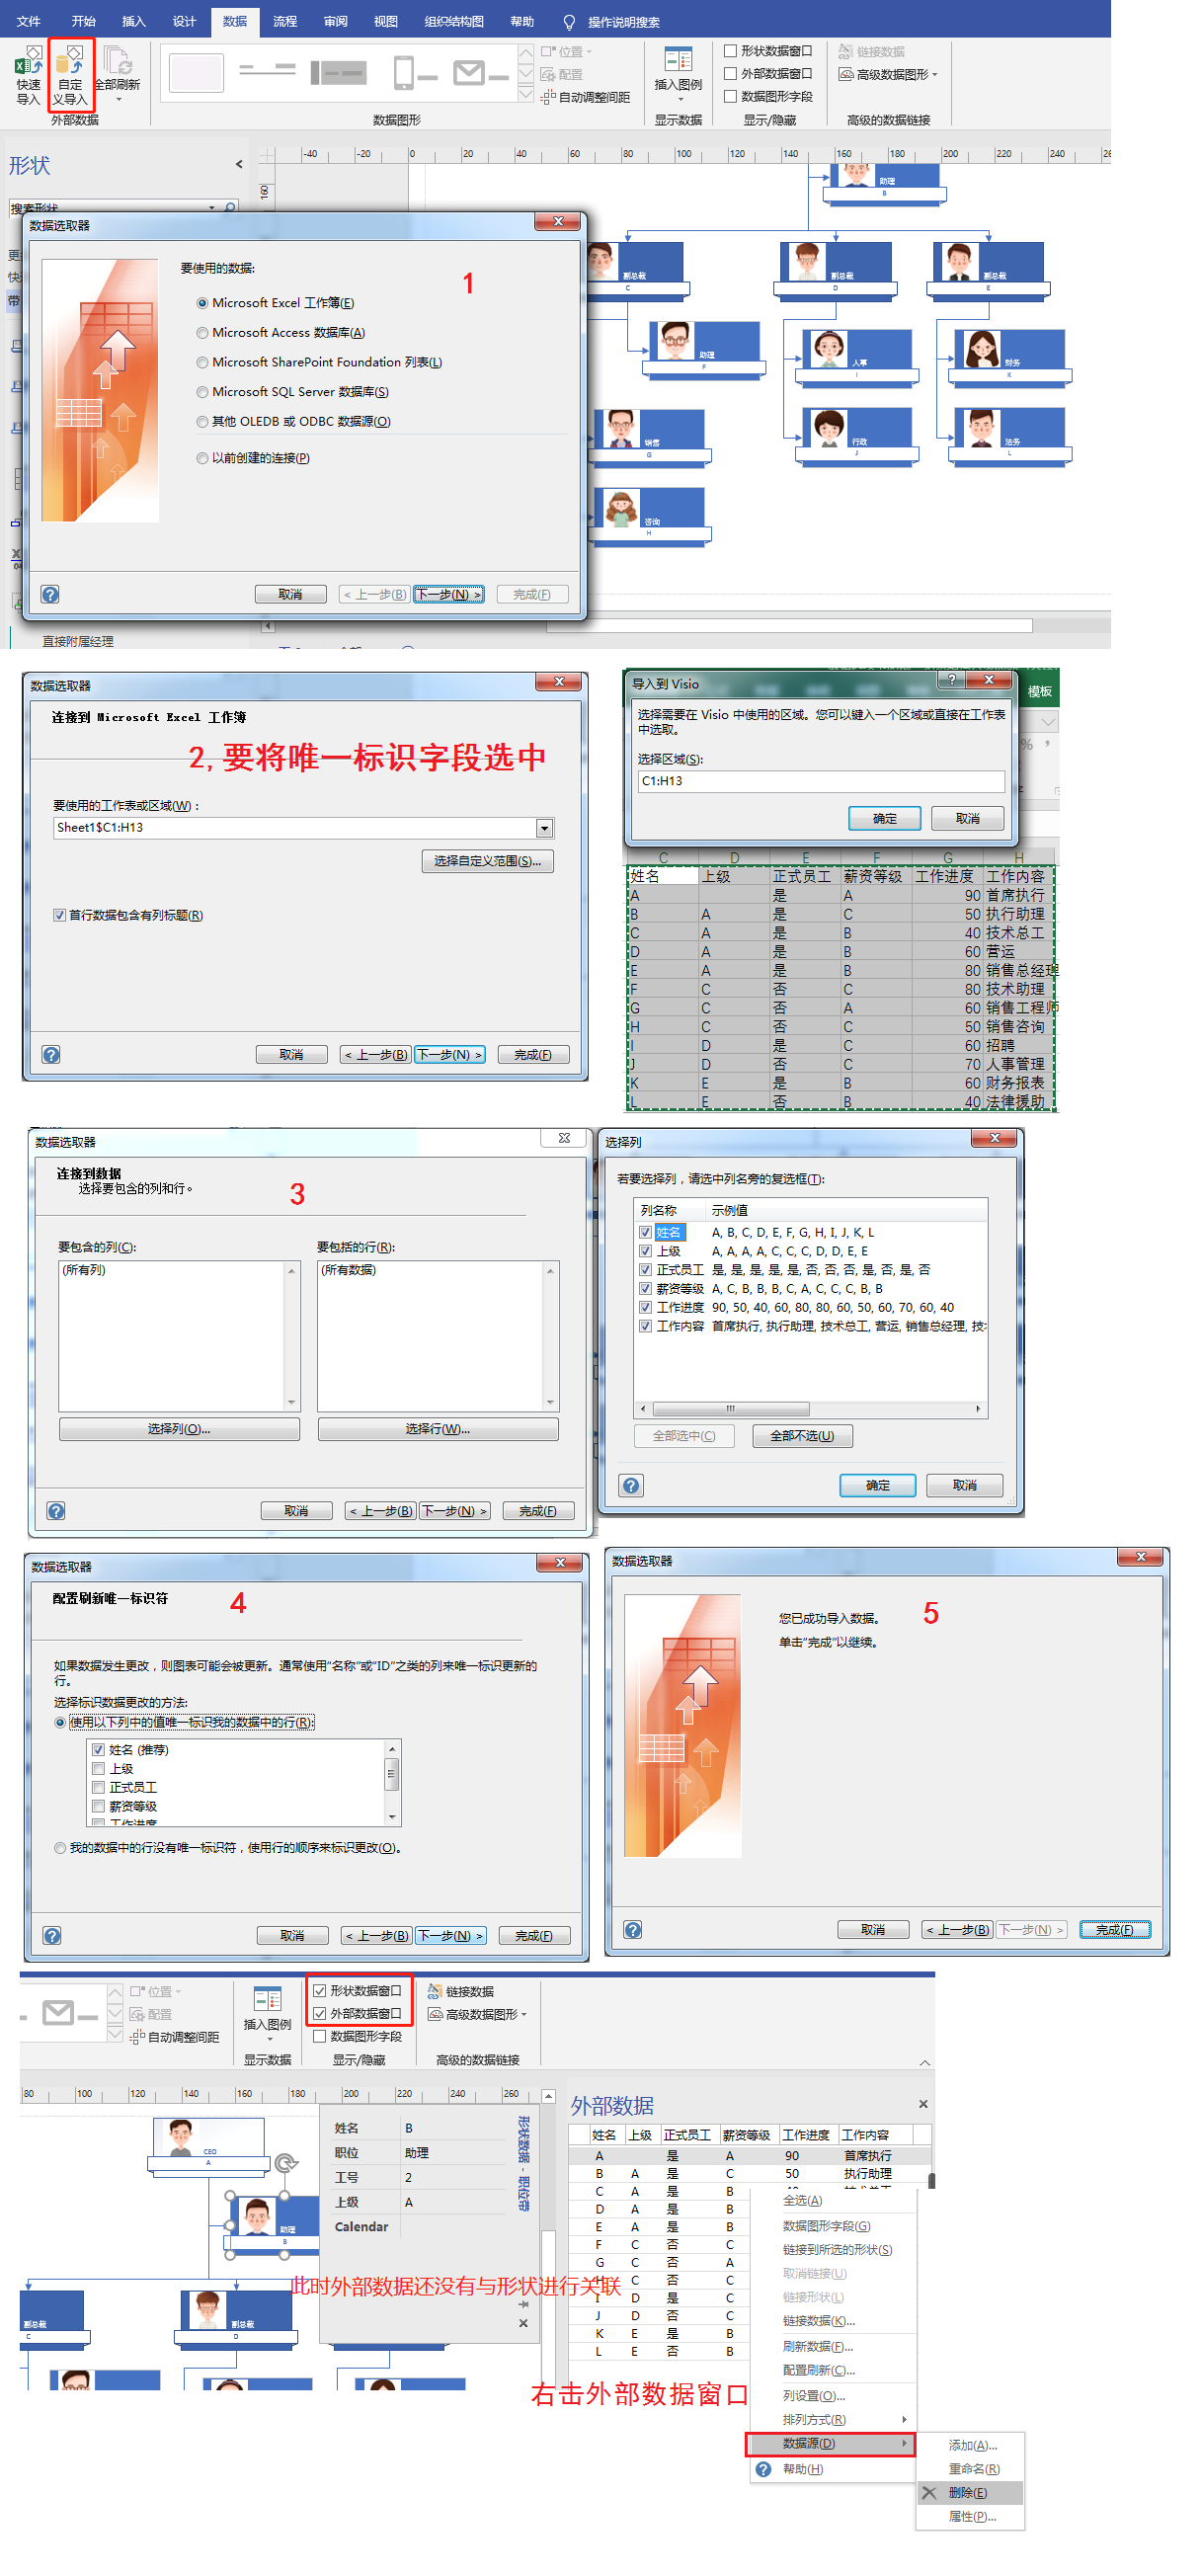 文件 开始 插入 设计 数据 流程 审阅 视图 组织结构图 帮助 操作说明搜索
快速导入 自定义导入 全部刷新
位置
配置
自动调整间距
插入图例
形状数据窗口
外部数据窗口
数据图形字段
链接数据
高级数据图形
外部数据 数据图形 显示数据 显示/隐藏 高级的数据链接
形状
-40 -20 0 20 40 60 80 100 120 140 160 180 200 220 240
160
搜索形状
助理
B
副总裁
C
副总裁
D
副总裁
E
助理
F
人事
I
财务
K
销售
G
行政
J
法务
L
咨询
H
直接附属经理
数据选取器
要使用的数据:
1
Microsoft Excel 工作簿(E)
Microsoft Access 数据库(A)
Microsoft SharePoint Foundation 列表(L)
Microsoft SQL Server 数据库(S)
其他 OLEDB 或 ODBC 数据源(O)
以前创建的连接(P)
取消 < 上一步(B) 下一步(N) > 完成(F)
数据选取器
连接到 Microsoft Excel 工作簿
2, 要将唯一标识字段选中
要使用的工作表或区域(W)：
Sheet1$C1:H13
选择自定义范围(S)...
首行数据包含有列标题(R)
取消 < 上一步(B) 下一步(N) > 完成(F)
导入到 Visio
模板
选择需要在 Visio 中使用的区域。您可以键入一个区域或直接在工作表
中选取。
选择区域(S):
C1:H13
确定 取消
C D E F G H
姓名 上级 正式员工 薪资等级 工作进度 工作内容
A 是 A 90 首席执行
B A 是 C 50 执行助理
C A 是 B 40 技术总工
D A 是 B 60 营运
E A 是 B 80 销售总经理
F C 否 C 80 技术助理
G C 否 A 60 销售工程师
H C 否 C 50 销售咨询
I D 是 C 60 招聘
J D 否 C 70 人事管理
K E 是 B 60 财务报表
L E 否 B 40 法律援助
数据选取器
连接到数据
选择要包含的列和行。
3
要包含的列(C): 要包括的行(R):
(所有列) (所有数据)
选择列(O)... 选择行(W)...
取消 < 上一步(B) 下一步(N) > 完成(F)
选择列
若要选择列，请选中列名旁的复选框(T):
列名称 示例值
姓名 A, B, C, D, E, F, G, H, I, J, K, L
上级 A, A, A, A, C, C, C, D, D, E, E
正式员工 是, 是, 是, 是, 是, 否, 否, 否, 是, 否, 是, 否
薪资等级 A, C, B, B, B, C, A, C, C, C, B, B
工作进度 90, 50, 40, 60, 80, 80, 60, 50, 60, 70, 60, 40
工作内容 首席执行, 执行助理, 技术总工, 营运, 销售总经理,
全部选中(C) 全部不选(U)
确定 取消
数据选取器
配置刷新唯一标识符
4
如果数据发生更改，则图表可能会被更新。通常使用“名称”或“ID”之类的列来唯一标识更新的
行。
选择标识数据更改的方法:
使用以下列中的值唯一标识我的数据中的行(R):
姓名 (推荐)
上级
正式员工
薪资等级
工作进度
我的数据中的行没有唯一标识符，使用行的顺序来标识更改(O)。
取消 < 上一步(B) 下一步(N) > 完成(F)
数据选取器
您已成功导入数据。
5
单击“完成”以继续。
取消 < 上一步(B) 下一步(N) > 完成(F)
位置
配置
自动调整间距
插入图例
形状数据窗口
外部数据窗口
数据图形字段
链接数据
高级数据图形
显示数据 显示/隐藏 高级的数据链接
80 100 120 140 160 180 200 220 240 260
CEO
A
助理
B
副总裁
C
副总裁
D
姓名 B
职位 助理
工号 2
上级 A
Calendar
形状数据 - 职位带
此时外部数据还没有与形状进行关联
外部数据
姓名 上级 正式员工 薪资等级 工作进度 工作内容
A 是 A 90 首席执行
B A 是 C 50 执行助理
C A 是 B
D A 是 B
E A 是 B
F C 否 C
G C 否 A
H C 否 C
I D 是 C
J D 否 C
K E 是 B
L E 否 B
右击外部数据窗口
全选(A)
数据图形字段(G)
链接到所选的形状(S)
取消链接(U)
链接形状(L)
链接数据(K)...
刷新数据(F)...
配置刷新(C)...
列设置(O)...
排列方式(R)
数据源(D)
帮助(H)
添加(A)...
重命名(R)
删除(E)
属性(P)...